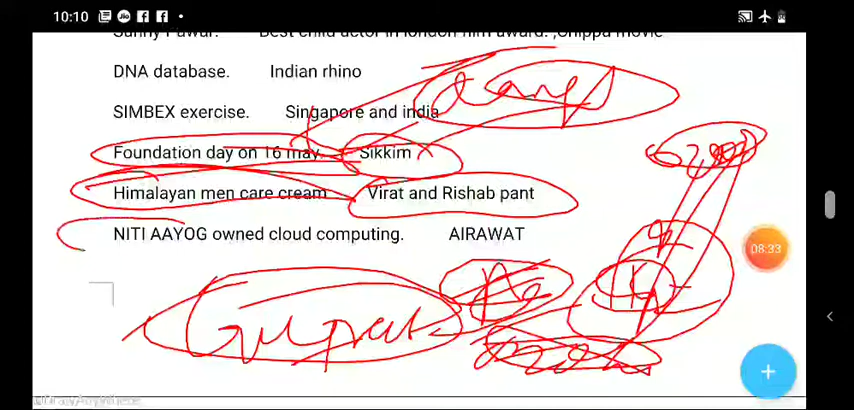 10:10
Sunny Pawar. Best child actor in london film award. ,Chippa movie
DNA database. Indian rhino
SIMBEX exercise. Singapore and india
Foundation day on 16 may Sikkim
Himalayan men care cream Virat and Rishab pant
NITI AAYOG owned cloud computing. AIRAWAT
08:33